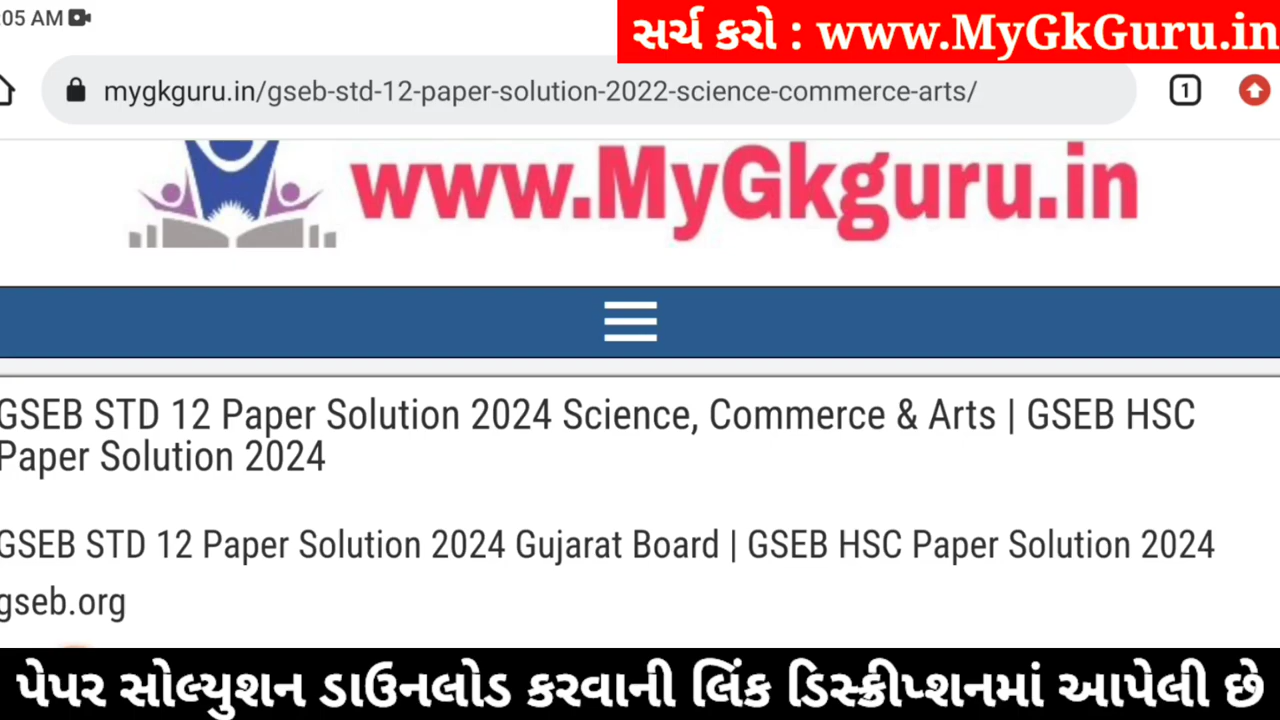 :05 AM
સર્ચ કરો : www.MyGkGuru.in
mygkguru.in/gseb-std-12-paper-solution-2022-science-commerce-arts/
1
www.MyGkguru.in
GSEB STD 12 Paper Solution 2024 Science, Commerce & Arts | GSEB HSC
Paper Solution 2024
GSEB STD 12 Paper Solution 2024 Gujarat Board | GSEB HSC Paper Solution 2024
gseb.org
પેપર સોલ્યુશન ડાઉનલોડ કરવાની લિંક ડિસ્ક્રીપ્શનમાં આપેલી છે